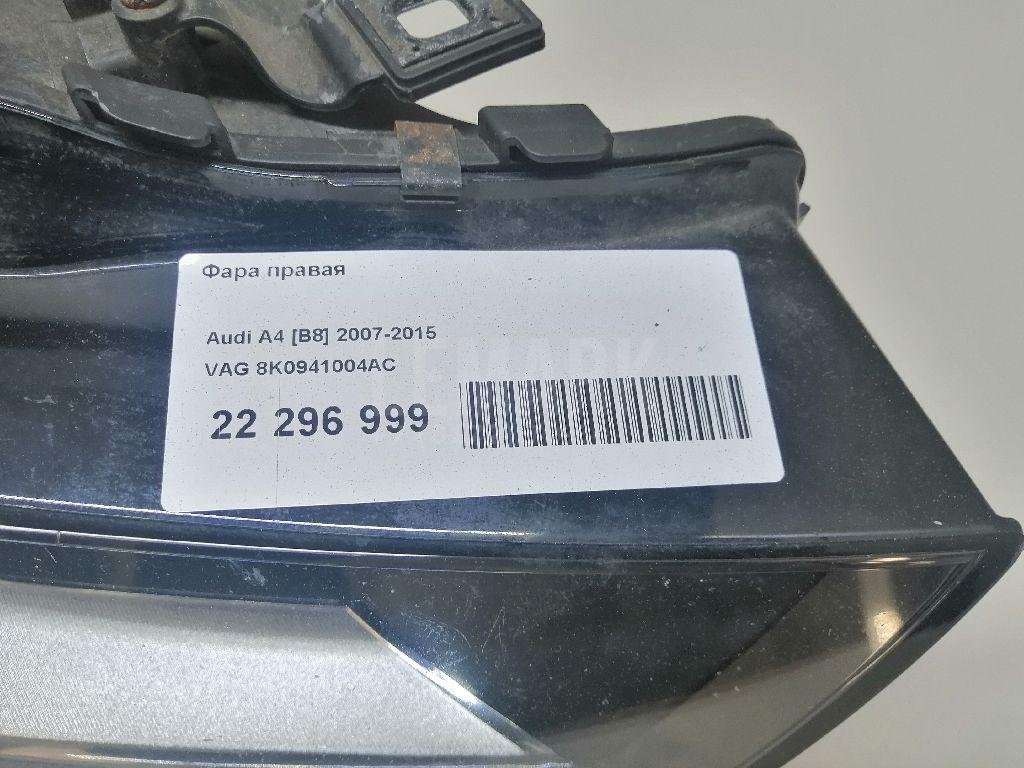 Фара правая
Audi A4 [B8] 2007-2015
VAG 8K0941004AC
22 296 999